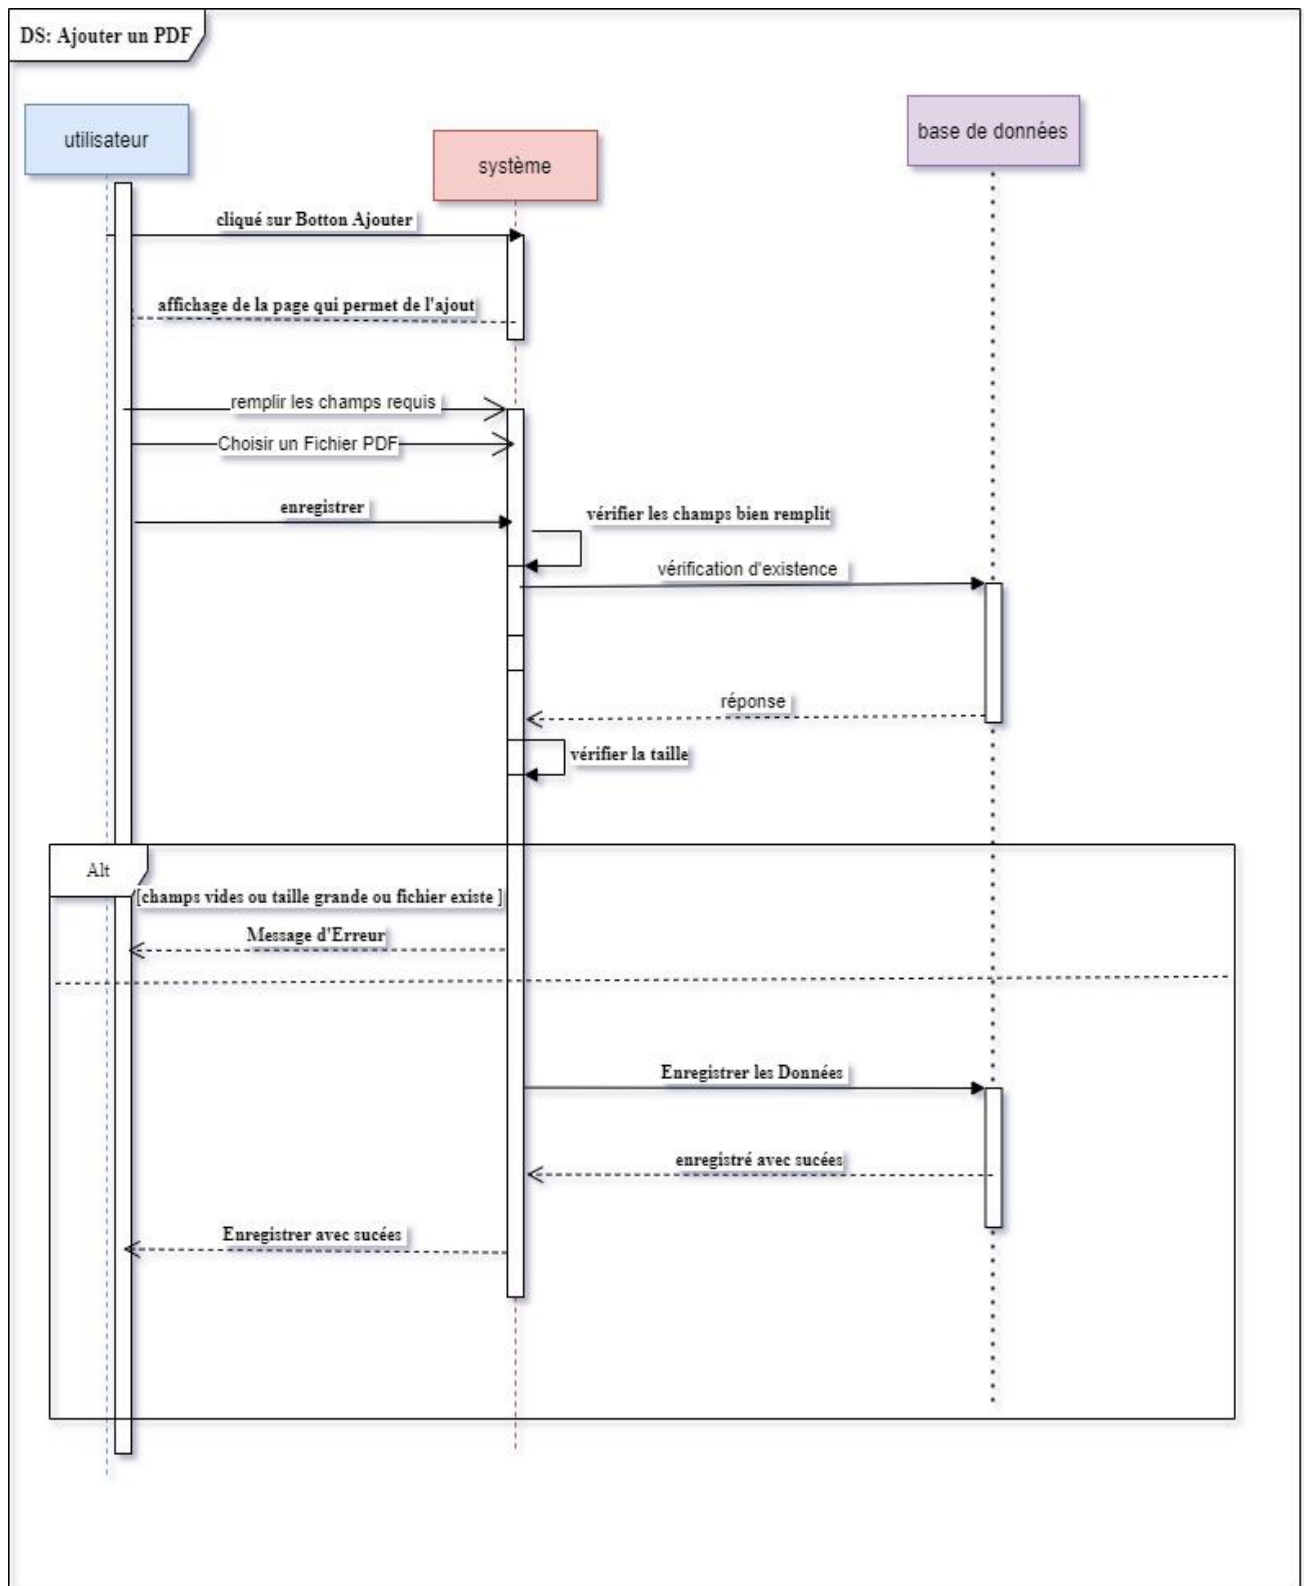 DS: Ajouter un PDF
utilisateur
système
base de données
cliqué sur Botton Ajouter
affichage de la page qui permet de l'ajout
remplir les champs requis
Choisir un Fichier PDF
enregistrer
vérifier les champs bien remplit
vérification d'existence
réponse
vérifier la taille
Alt
[champs vides ou taille grande ou fichier existe ]
Message d'Erreur
Enregistrer les Données
enregistré avec sucées
Enregistrer avec sucées